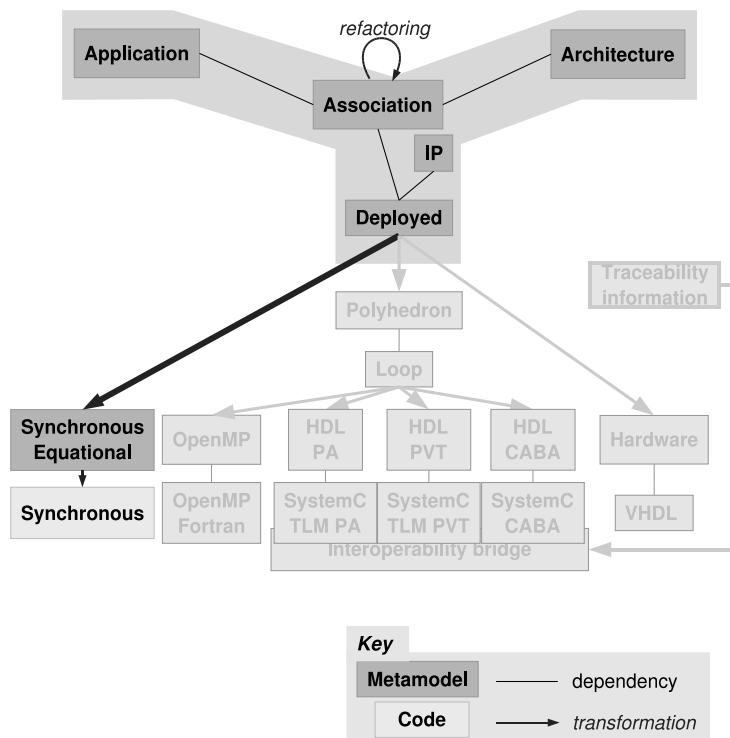 refactoring
Application
Architecture
Association
IP
Deployed
Traceability
information
Polyhedron
Loop
Synchronous
Equational
OpenMP
HDL
PA
HDL
PVT
HDL
CABA
Hardware
Synchronous
OpenMP
Fortran
SystemC
TLM PA
SystemC
TLM PVT
SystemC
CABA
VHDL
Interoperability bridge
Key
Metamodel
dependency
Code
transformation